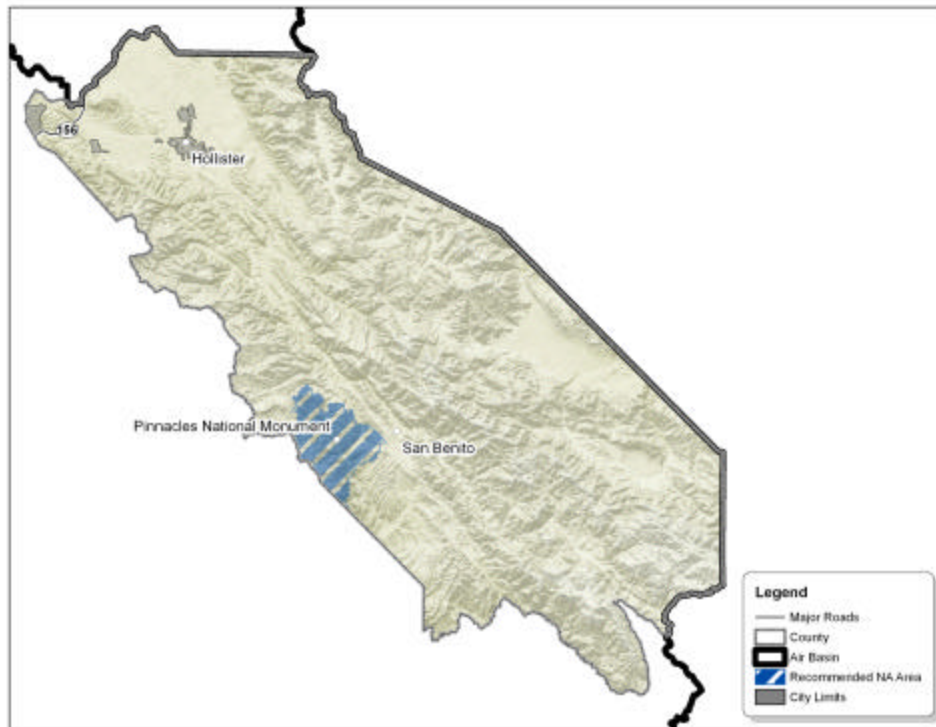 156
Hollister
Pinnacles National Monument
San Benito
Legend
Major Roads
County
Air Basin
Recommended NA Area
City Limits